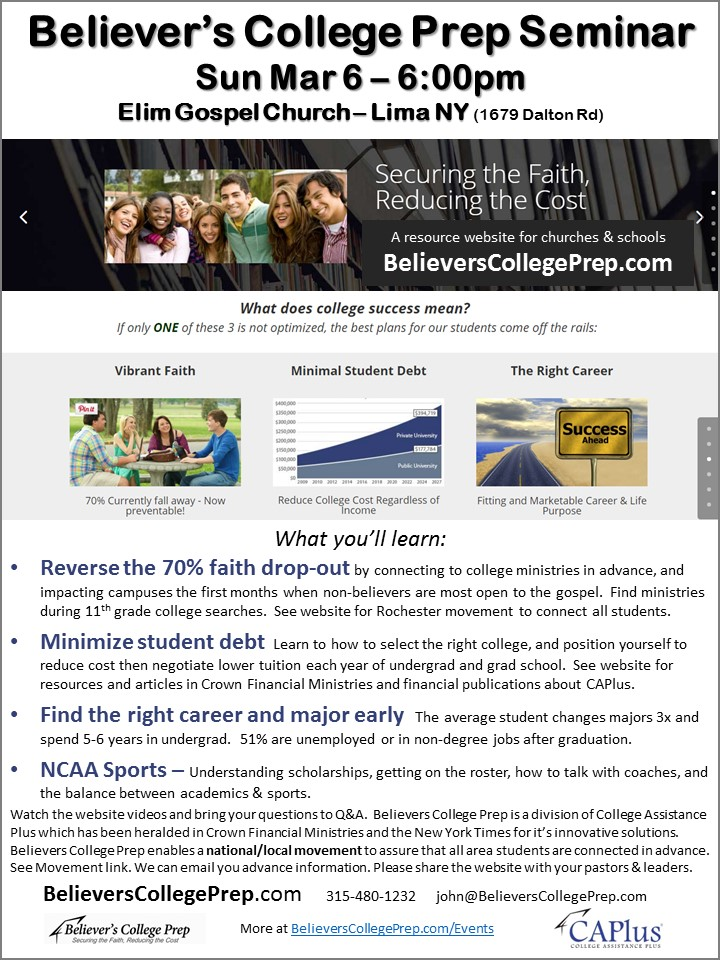 Believer's College Prep Seminar
Sun Mar 6 – 6:00pm
Elim Gospel Church – Lima NY (1679 Dalton Rd)
Securing the Faith,
Reducing the Cost
A resource website for churches & schools
BelieversCollegePrep.com
What does college success mean?
If only ONE of these 3 is not optimized, the best plans for our students come off the rails:
Vibrant Faith
Pin it
70% Currently fall away - Now
preventable!
Minimal Student Debt
$400,000
$350,000
$300,000
$250,000
$200,000
$150,000
$100,000
$50,000
$0
$394,719
Private University
$177,784
Public University
2009 2010 2012 2014 2015 2016 2018 2020 2022 2024 2027
Reduce College Cost Regardless of
Income
The Right Career
Success
Ahead
Fitting and Marketable Career & Life
Purpose
What you'll learn:
• Reverse the 70% faith drop-out by connecting to college ministries in advance, and
impacting campuses the first months when non-believers are most open to the gospel. Find ministries
during 11th grade college searches. See website for Rochester movement to connect all students.
• Minimize student debt Learn to how to select the right college, and position yourself to
reduce cost then negotiate lower tuition each year of undergrad and grad school. See website for
resources and articles in Crown Financial Ministries and financial publications about CAPlus.
• Find the right career and major early The average student changes majors 3x and
spend 5-6 years in undergrad. 51% are unemployed or in non-degree jobs after graduation.
• NCAA Sports – Understanding scholarships, getting on the roster, how to talk with coaches, and
the balance between academics & sports.
Watch the website videos and bring your questions to Q&A. Believers College Prep is a division of College Assistance
Plus which has been heralded in Crown Financial Ministries and the New York Times for it's innovative solutions.
Believers College Prep enables a national/local movement to assure that all area students are connected in advance.
See Movement link. We can email you advance information. Please share the website with your pastors & leaders.
BelieversCollegePrep.com 315-480-1232 john@BelieversCollegePrep.com
Believer's College Prep
Securing the Faith, Reducing the Cost
More at BelieversCollegePrep.com/Events
CAPlus
COLLEGE ASSISTANCE PLUS